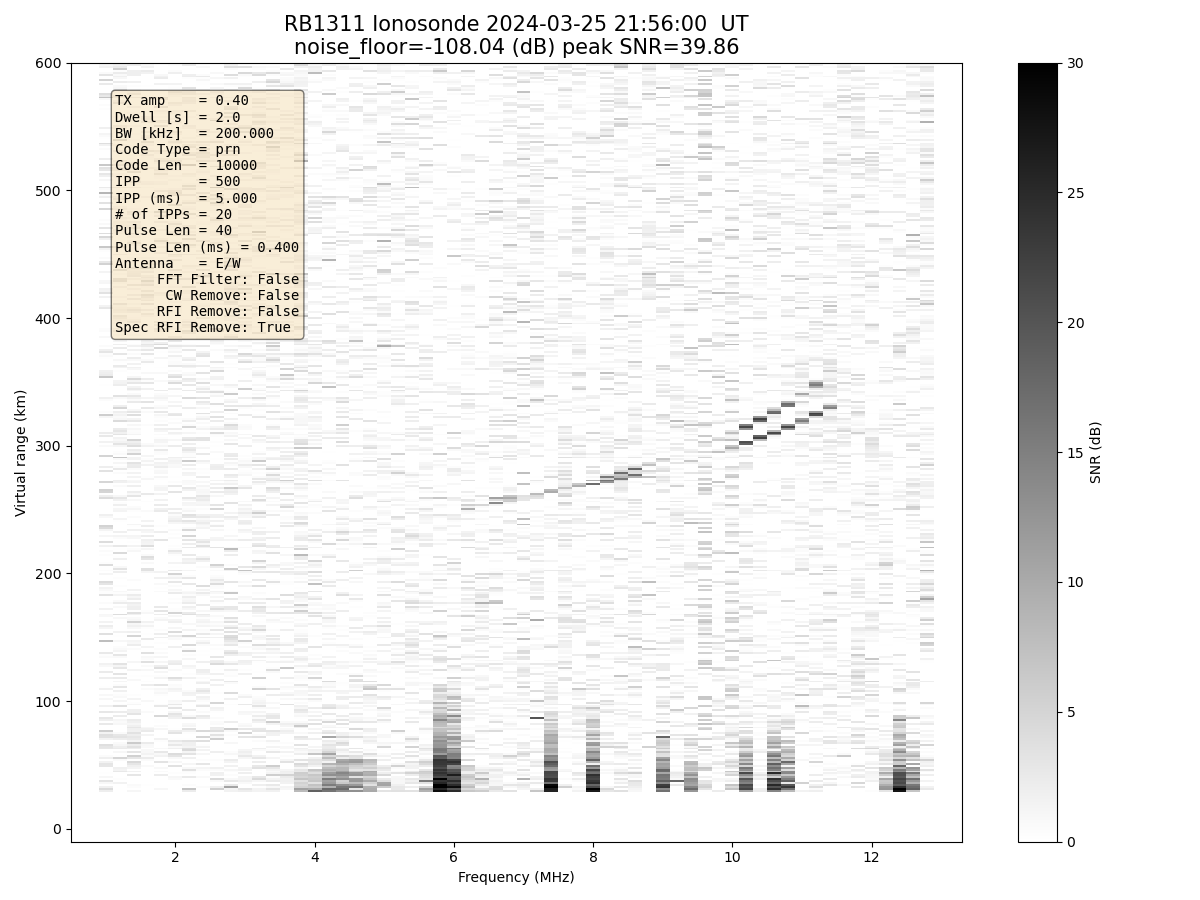 RB1311 Ionosonde 2024-03-25 21:56:00  UT
noise_floor=-108.04 (dB) peak SNR=39.86
TX amp    = 0.40
Dwell [s] = 2.0
BW [kHz]  = 200.000
Code Type = prn
Code Len  = 10000
IPP       = 500
IPP (ms)  = 5.000
# of IPPs = 20
Pulse Len = 40
Pulse Len (ms) = 0.400
Antenna   = E/W
FFT Filter: False
CW Remove: False
RFI Remove: False
Spec RFI Remove: True
Virtual range (km)
600
500
400
300
200
100
0
2
4
6
8
10
12
Frequency (MHz)
30
25
20
15
10
5
0
SNR (dB)